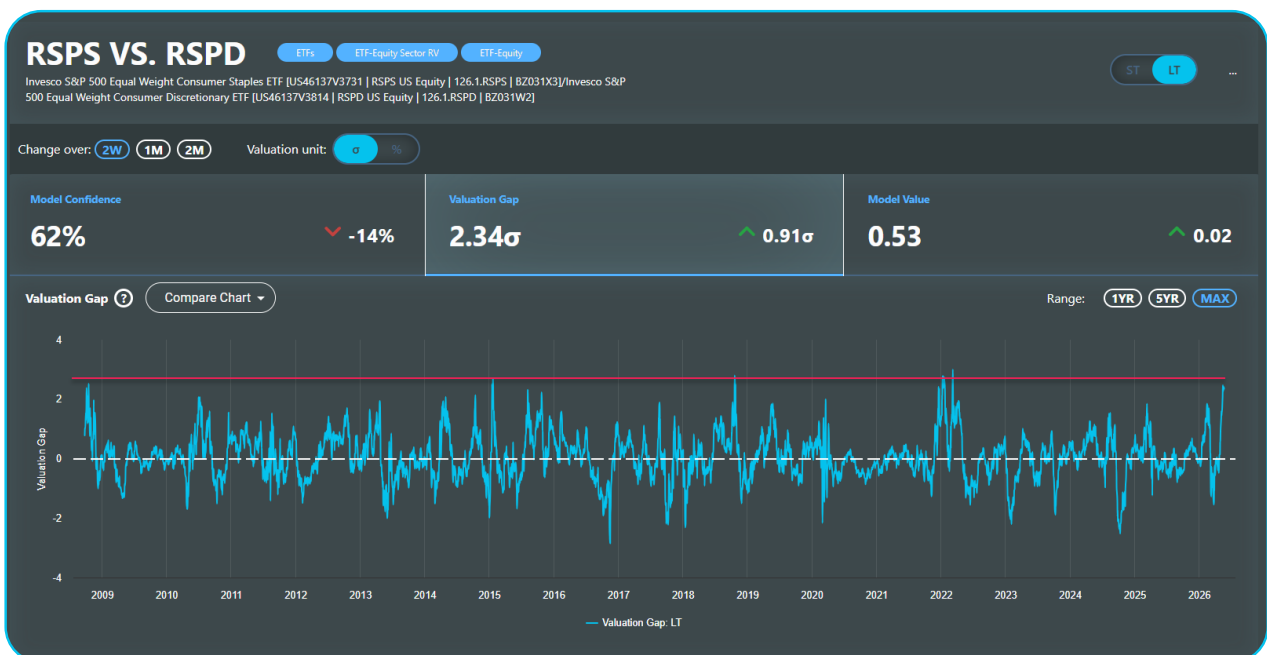 RSPS VS. RSPD ETFs ETF-Equity Sector RV ETF-Equity
Invesco S&P 500 Equal Weight Consumer Staples ETF [US46137V3731 | RSPS US Equity | 126.1.RSPS | BZ031X3]/Invesco S&P
500 Equal Weight Consumer Discretionary ETF [US46137V3814 | RSPD US Equity | 126.1.RSPD | BZ031W2]
ST LT ...
Change over: 2W 1M 2M Valuation unit: σ %
Model Confidence
62% -14%
Valuation Gap
2.34σ 0.91σ
Model Value
0.53 0.02
Valuation Gap ? Compare Chart Range: 1YR 5YR MAX
Valuation Gap
4
2
0
-2
-4
2009 2010 2011 2012 2013 2014 2015 2016 2017 2018 2019 2020 2021 2022 2023 2024 2025 2026
Valuation Gap: LT